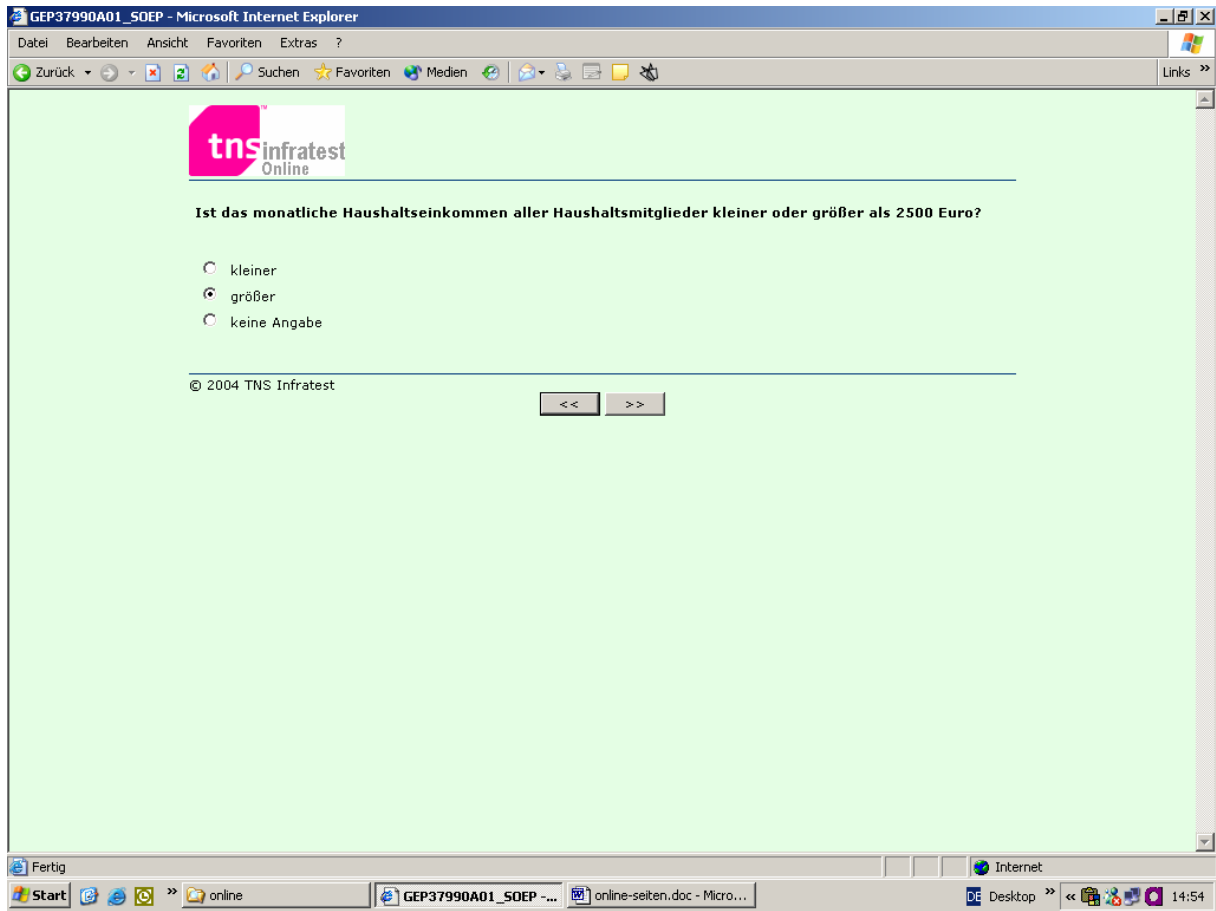 GEP37990A01_SOEP - Microsoft Internet Explorer
Datei Bearbeiten Ansicht Favoriten Extras ?
Zurück Suchen Favoriten Medien Links »
tns infratest
Online
Ist das monatliche Haushaltseinkommen aller Haushaltsmitglieder kleiner oder größer als 2500 Euro?
kleiner
größer
keine Angabe
© 2004 TNS Infratest
<< >>
Fertig Internet
Start » online GEP37990A01_SOEP -... online-seiten.doc - Micro... DE Desktop » « 14:54